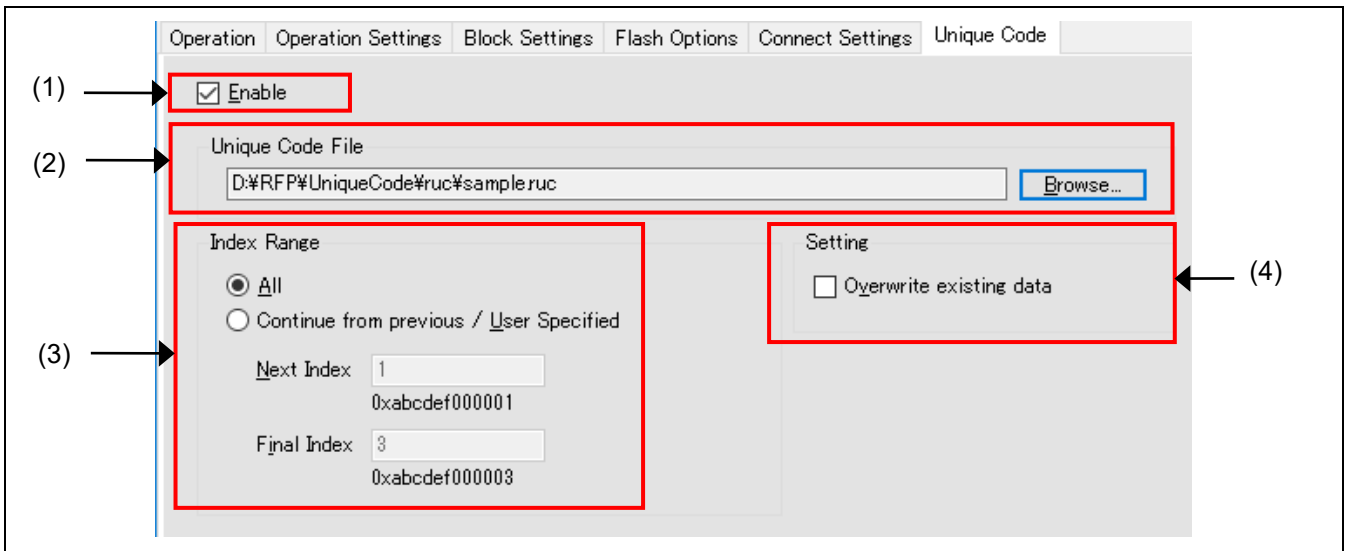 Operation Operation Settings Block Settings Flash Options Connect Settings Unique Code
(1) Enable
(2) Unique Code File
D:¥RFP¥UniqueCode¥ruc¥sample.ruc Browse...
Index Range Setting
All Overwrite existing data (4)
Continue from previous / User Specified
(3) Next Index 1
0xabcdef000001
Final Index 3
0xabcdef000003